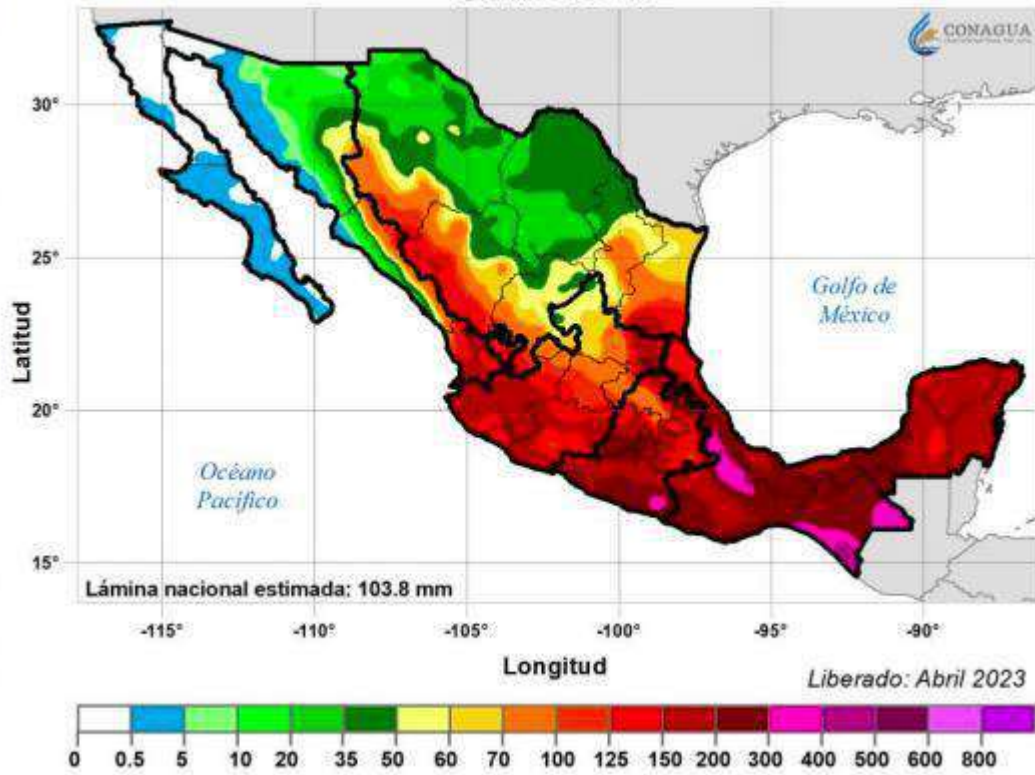 CONAGUA
30°
25°
20°
15°
Latitud
Golfo de
México
Océano
Pacífico
Lámina nacional estimada: 103.8 mm
-115° -110° -105° -100° -95° -90°
Longitud
Liberado: Abril 2023
0 0.5 5 10 20 35 50 60 70 100 125 150 200 300 400 500 600 800